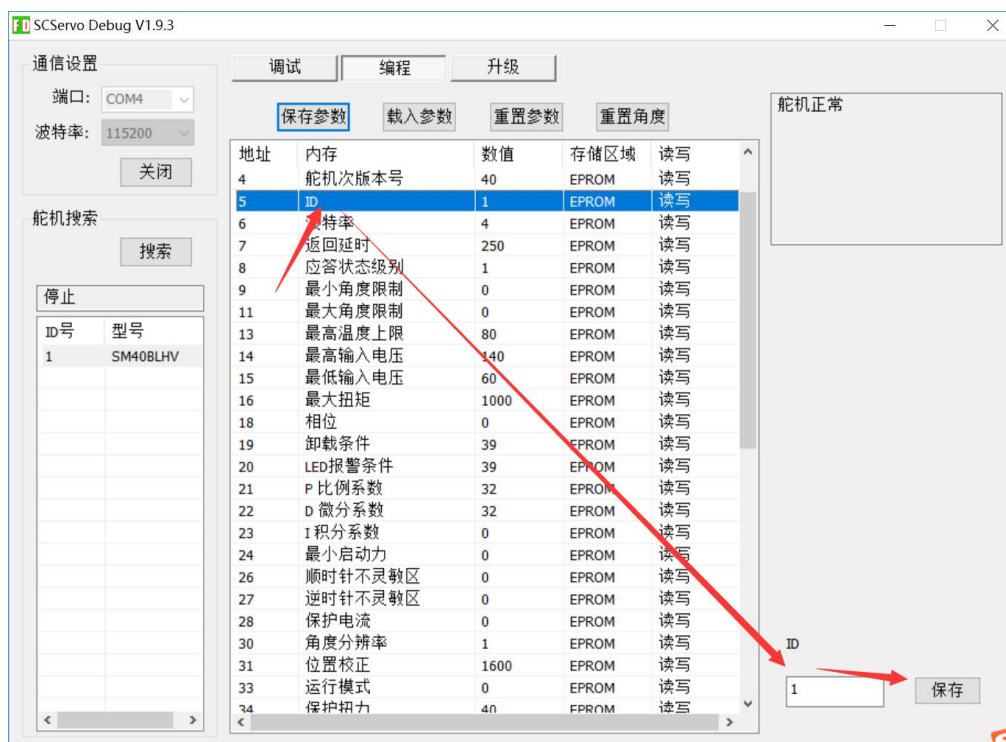 FD SCServo Debug V1.9.3
通信设置
端口: COM4
波特率: 115200
关闭
舵机搜索
搜索
停止
ID号 型号
1 SM40BLHV
调试 编程 升级
保存参数 载入参数 重置参数 重置角度
地址 内存 数值 存储区域 读写
4 舵机次版本号 40 EPROM 读写
5 ID 1 EPROM 读写
6 波特率 4 EPROM 读写
7 返回延时 250 EPROM 读写
8 应答状态级别 1 EPROM 读写
9 最小角度限制 0 EPROM 读写
11 最大角度限制 0 EPROM 读写
13 最高温度上限 80 EPROM 读写
14 最高输入电压 140 EPROM 读写
15 最低输入电压 60 EPROM 读写
16 最大扭矩 1000 EPROM 读写
18 相位 0 EPROM 读写
19 卸载条件 39 EPROM 读写
20 LED报警条件 39 EPROM 读写
21 P 比例系数 32 EPROM 读写
22 D 微分系数 32 EPROM 读写
23 I 积分系数 0 EPROM 读写
24 最小启动力 0 EPROM 读写
26 顺时针不灵敏区 0 EPROM 读写
27 逆时针不灵敏区 0 EPROM 读写
28 保护电流 0 EPROM 读写
30 角度分辨率 1 EPROM 读写
31 位置校正 1600 EPROM 读写
33 运行模式 0 EPROM 读写
34 保护扭力 40 EPROM 读写
舵机正常
ID
1 保存